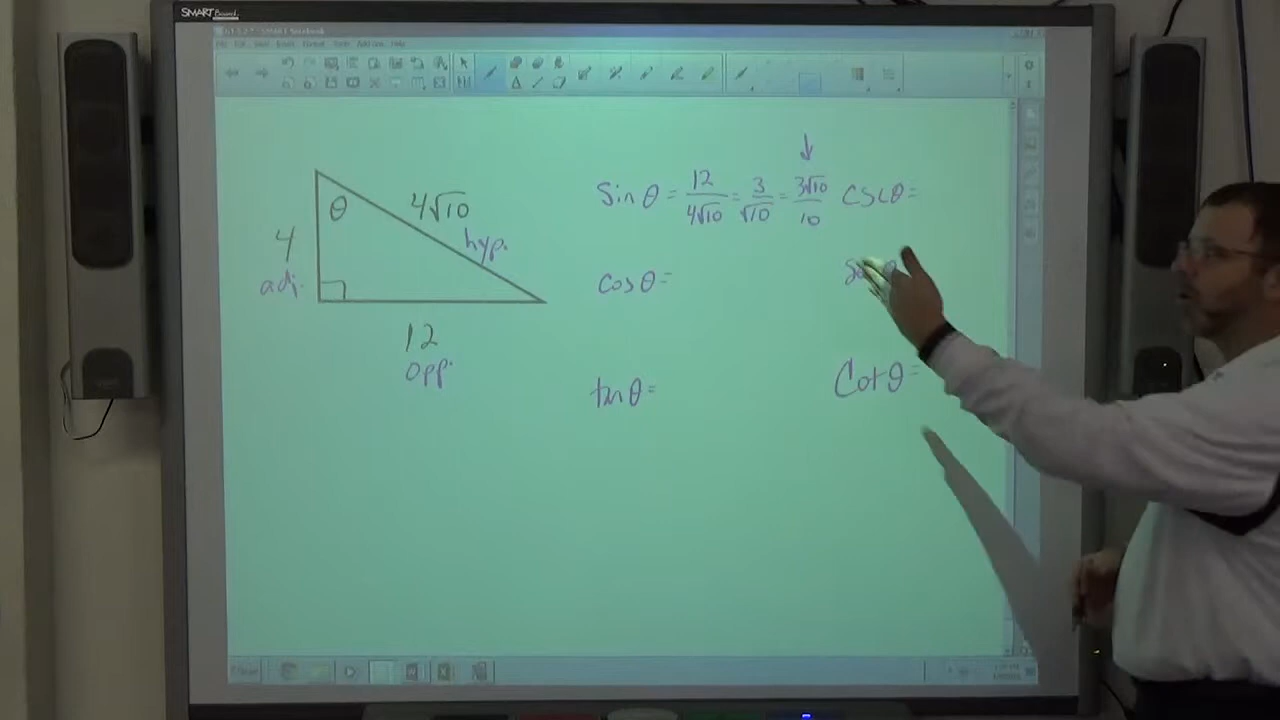 SMART Board
θ
4√10
hyp.
4
adj.
12
opp.
Sin θ = 12/4√10 = 3/√10 = 3√10/10
↓
CSC θ =
cos θ =
tan θ =
Cot θ =